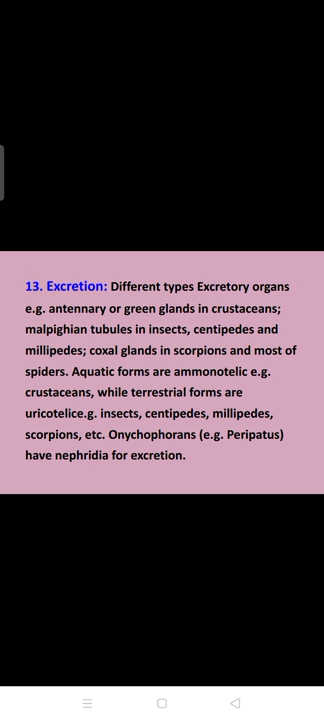 13. Excretion: Different types Excretory organs
e.g. antennary or green glands in crustaceans;
malpighian tubules in insects, centipedes and
millipedes; coxal glands in scorpions and most of
spiders. Aquatic forms are ammonotelic e.g.
crustaceans, while terrestrial forms are
uricotelice.g. insects, centipedes, millipedes,
scorpions, etc. Onychophorans (e.g. Peripatus)
have nephridia for excretion.